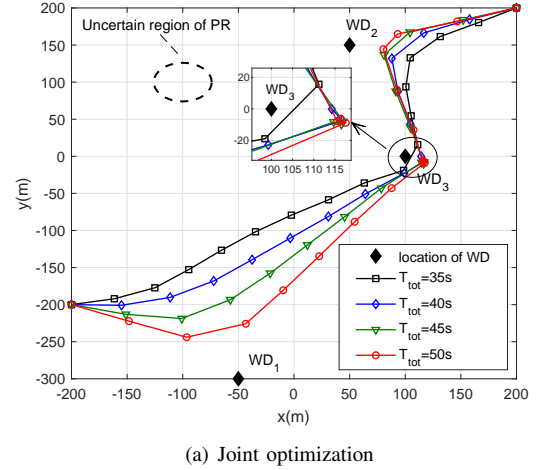 Uncertain region of PR
WD2
WD3
WD3
WD1
20
0
-20
100 105 110 115
200
150
100
50
0
-50
-100
-150
-200
-250
-300
-200 -150 -100 -50 0 50 100 150 200
y(m)
x(m)
location of WD
Ttot=35s
Ttot=40s
Ttot=45s
Ttot=50s
(a) Joint optimization